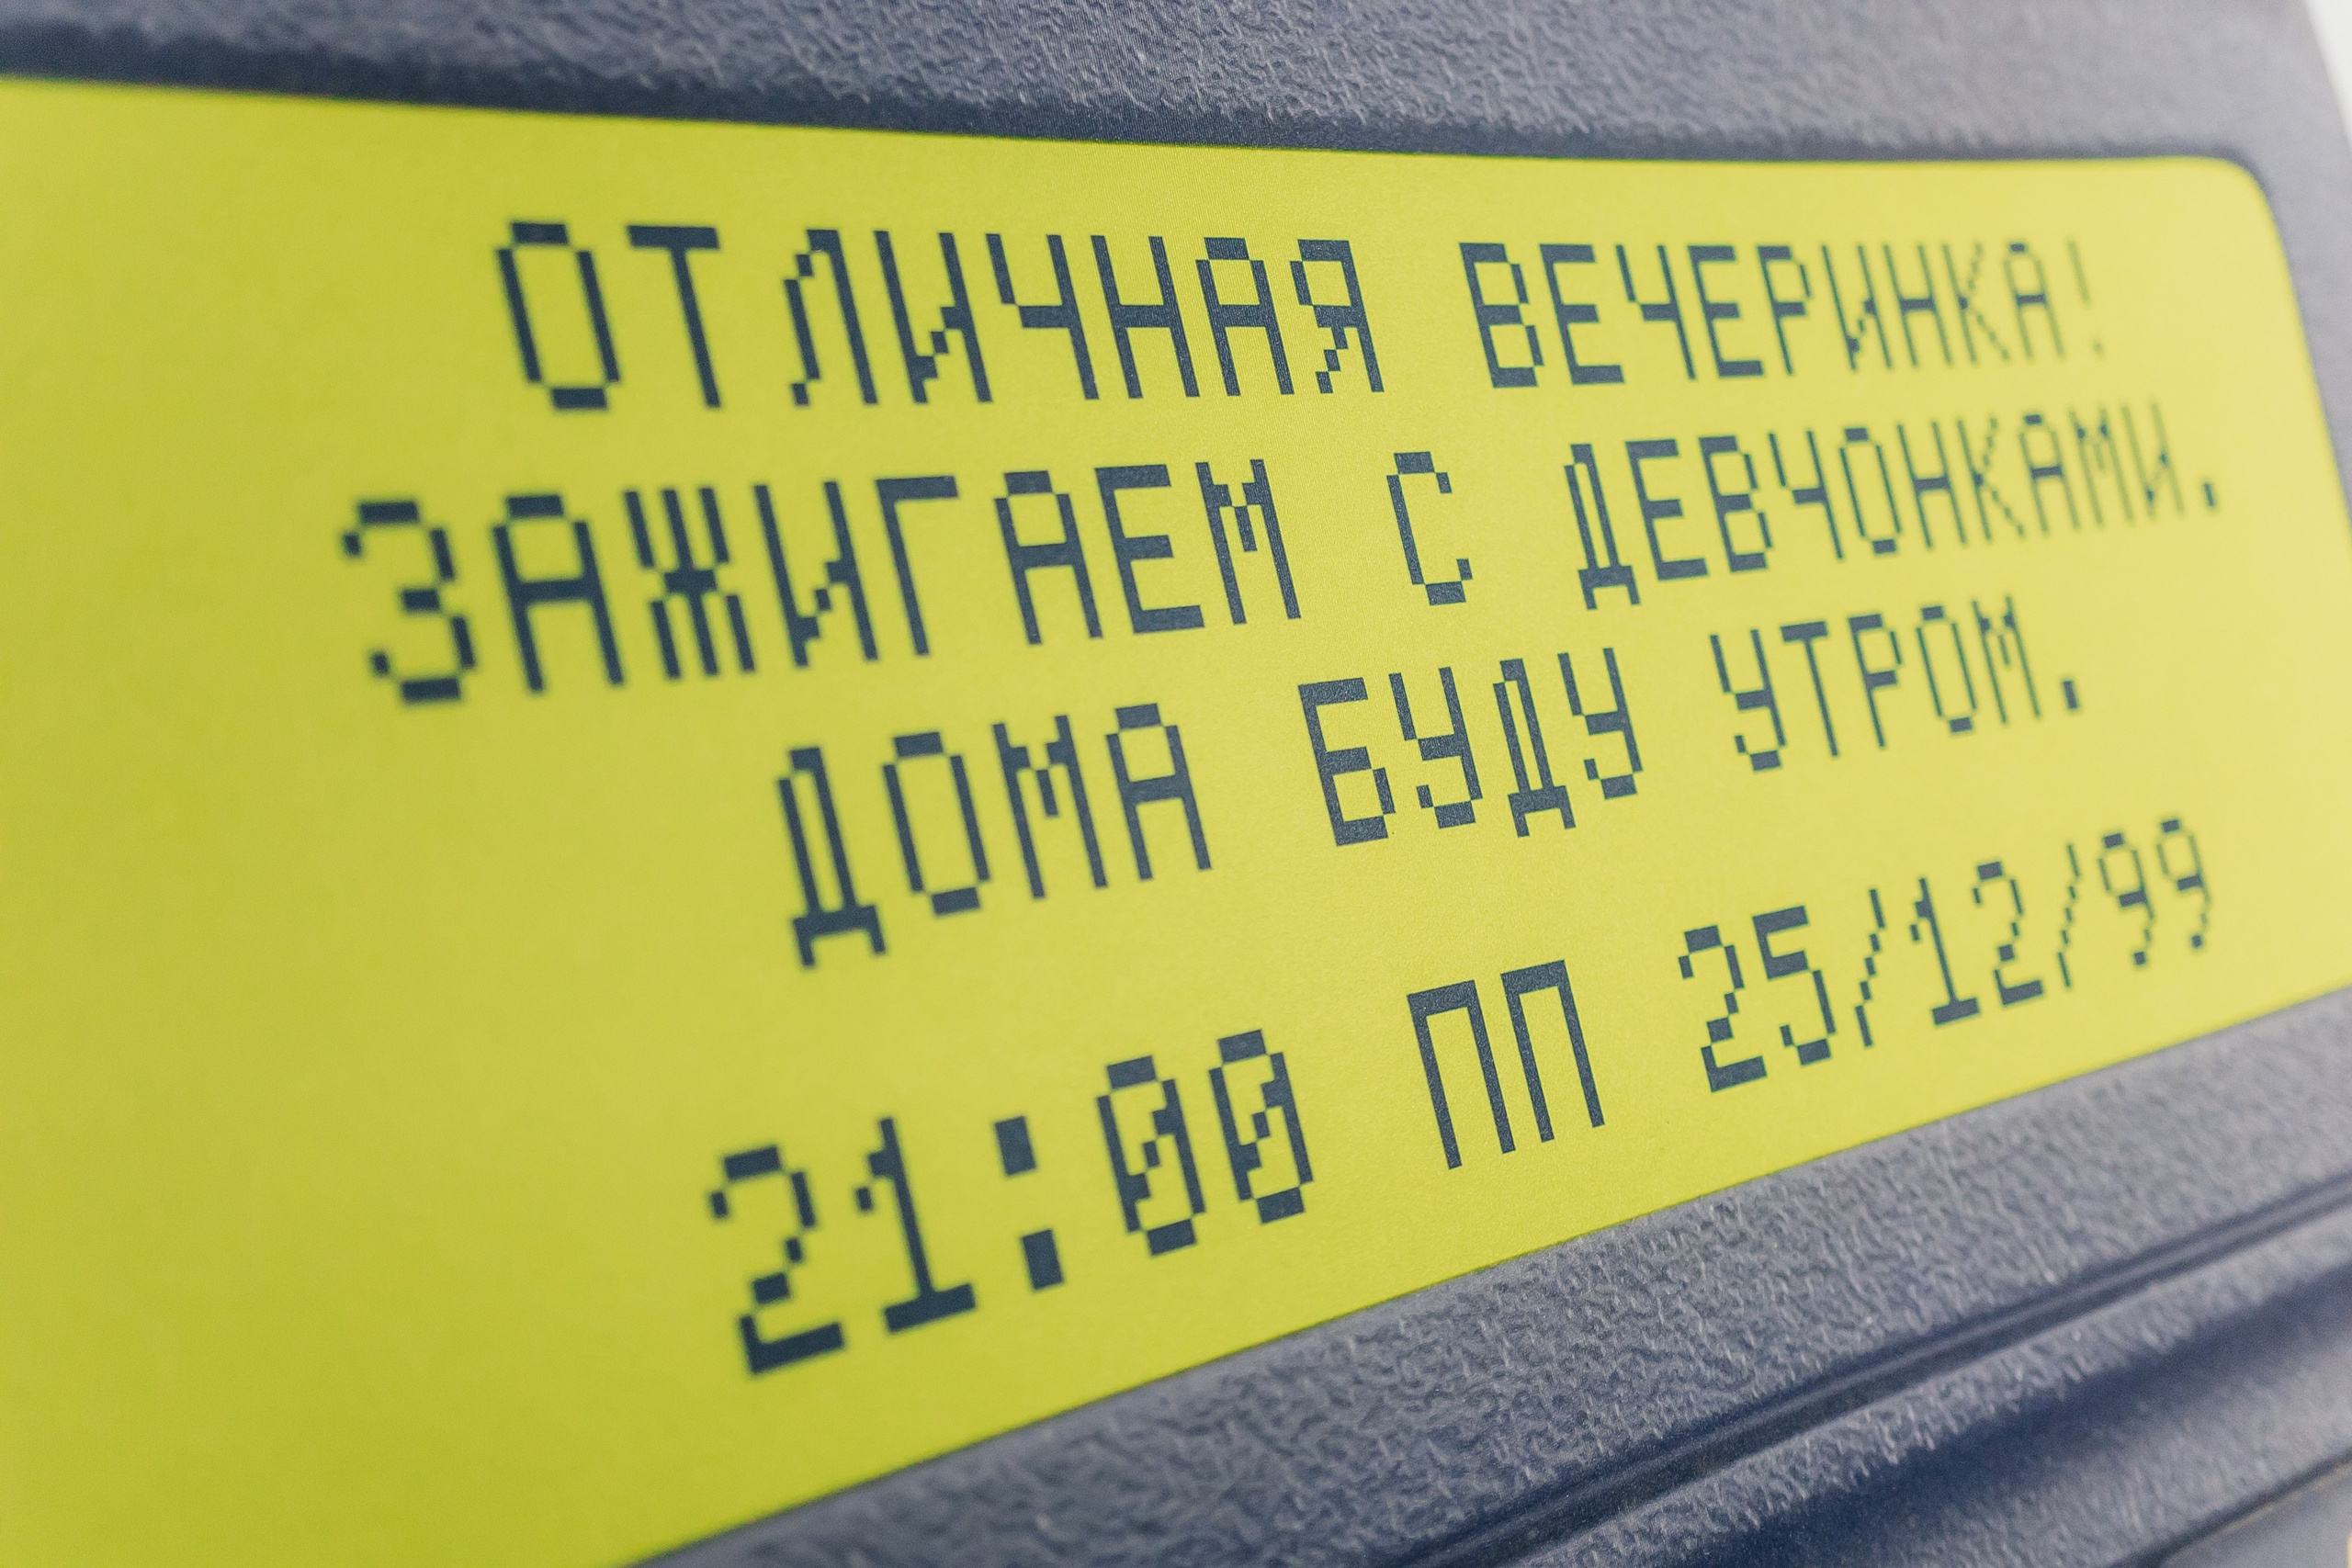 ОТЛИЧНАЯ ВЕЧЕРИНКА!
ЗАЖИГАЕМ С ДЕВЧОНКАМИ.
ДОМА БУДУ УТРОМ.
21:00 ПП 25/12/99